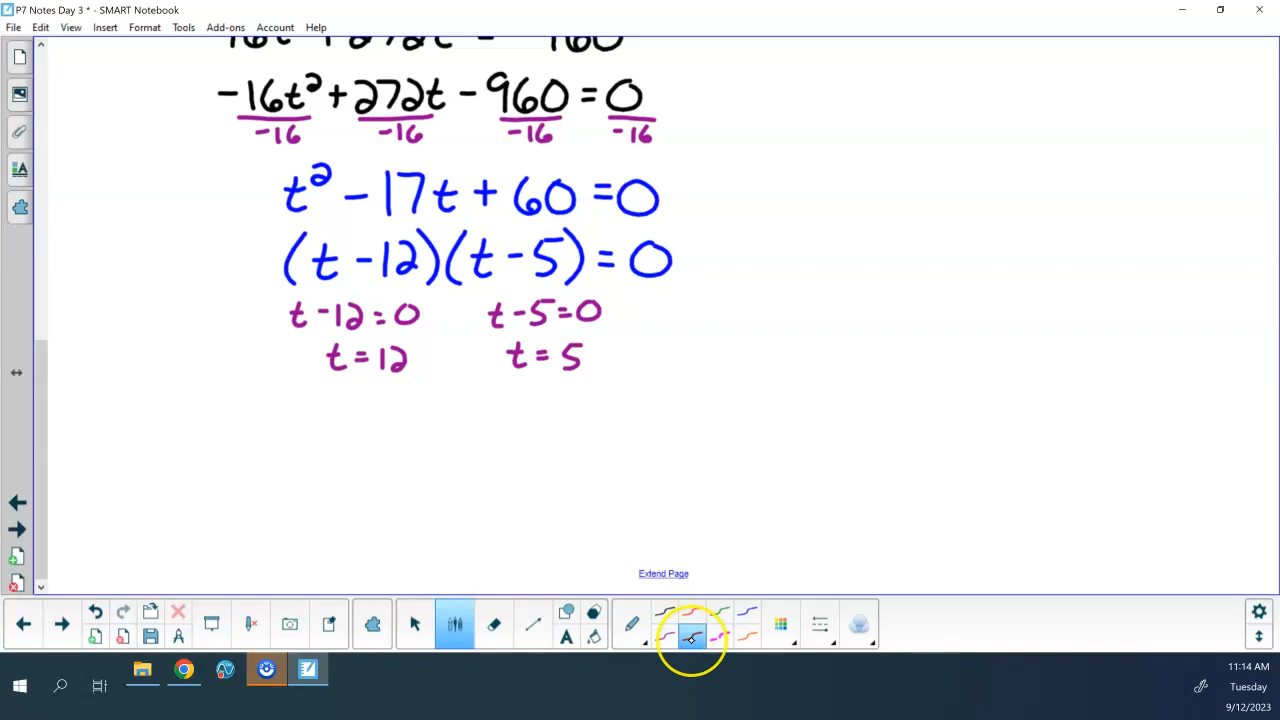 P7 Notes Day 3 * - SMART Notebook
File Edit View Insert Format Tools Add-ons Account Help
-16t² + 272t - 960 = 0
-16 -16 -16 -16
t² - 17t + 60 = 0
(t - 12)(t - 5) = 0
t - 12 = 0 t - 5 = 0
t = 12 t = 5
Extend Page
11:14 AM
Tuesday
9/12/2023